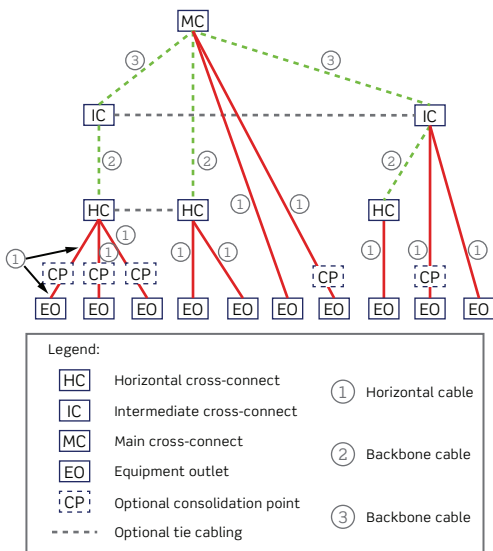 MC
3 3
IC IC
2 2 2
HC HC HC
1 1 1 1 1 1 1 1 1 1
1 CP CP CP CP CP
EO EO EO EO EO EO EO EO EO EO
Legend:
HC Horizontal cross-connect
IC Intermediate cross-connect
MC Main cross-connect
EO Equipment outlet
CP Optional consolidation point
Optional tie cabling
1 Horizontal cable
2 Backbone cable
3 Backbone cable